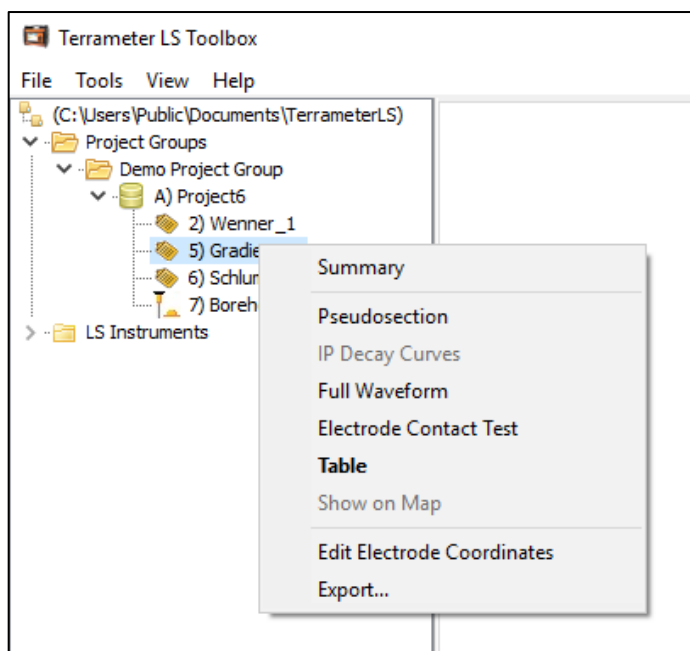 Terrameter LS Toolbox
File Tools View Help
(C:\Users\Public\Documents\TerrameterLS)
Project Groups
Demo Project Group
A) Project6
2) Wenner_1
5) Gradie
6) Schlun
7) Boreh
LS Instruments
Summary
Pseudosection
IP Decay Curves
Full Waveform
Electrode Contact Test
Table
Show on Map
Edit Electrode Coordinates
Export...